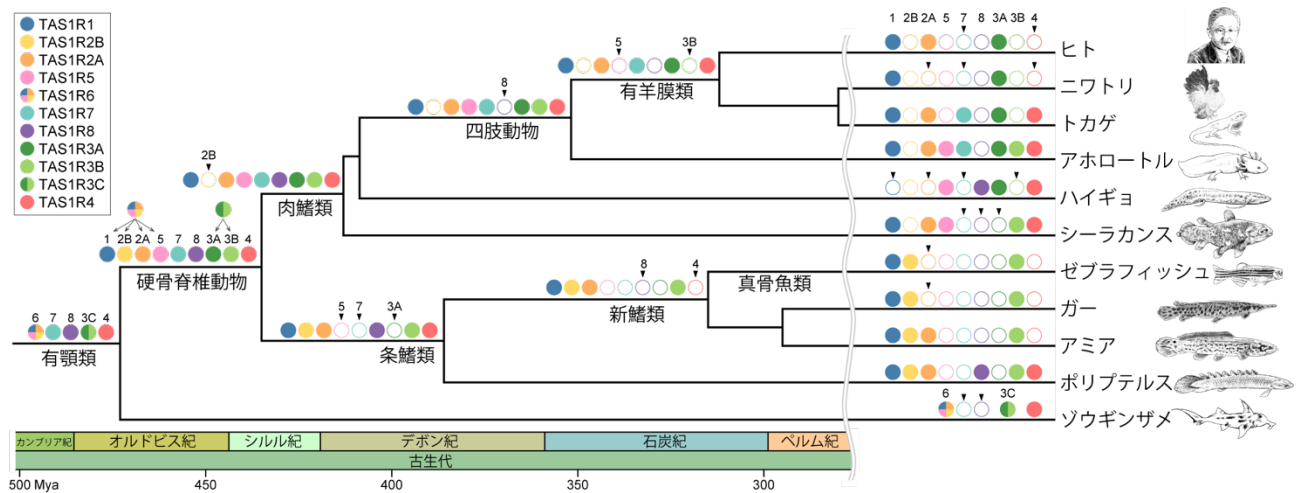 TAS1R1
TAS1R2B
TAS1R2A
TAS1R5
TAS1R6
TAS1R7
TAS1R8
TAS1R3A
TAS1R3B
TAS1R3C
TAS1R4
1 2B 2A 5 7 8 3A 3B 4
ヒト
5 3B
有羊膜類
ニワトリ
8
四肢動物
トカゲ
アホロートル
2B
肉鰭類
ハイギョ
シーラカンス
1 2B 2A 5 7 8 3A 3B 4
硬骨脊椎動物
8 4
新鰭類
真骨魚類
ゼブラフィッシュ
ガー
5 7 3A
条鰭類
アミア
6 7 8 3C 4
有顎類
ポリプテルス
6 3C
ゾウギンザメ
カンブリア紀 オルドビス紀 シルル紀 デボン紀 石炭紀 ペルム紀
古生代
500 Mya 450 400 350 300